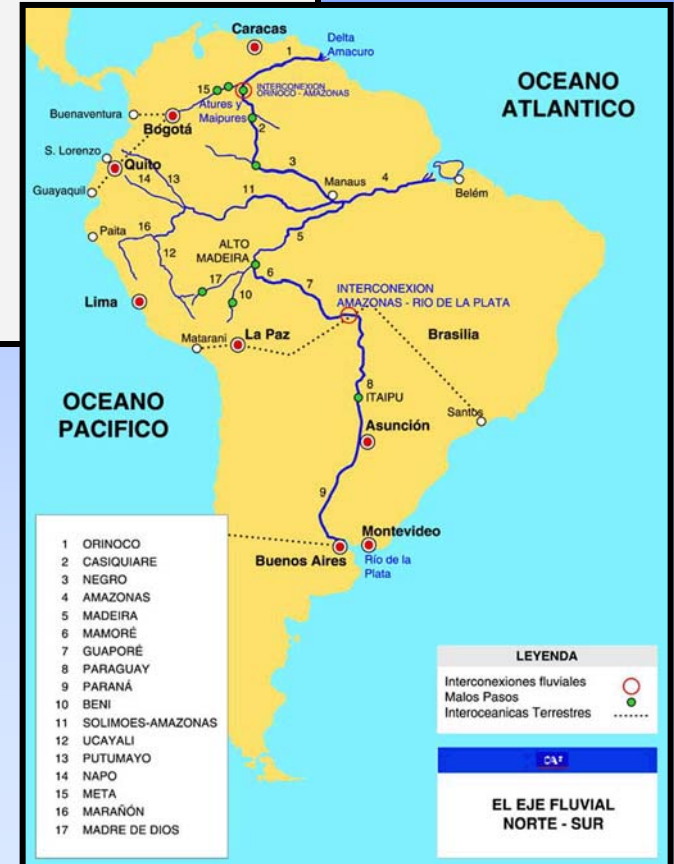 Caracas
1
Delta
Amacuro
OCEANO
ATLANTICO
15
INTERCONEXION
ORINOCO - AMAZONAS
Atures y
Maipures
Buenaventura
Bogotá
2
S. Lorenzo
Quito
3
14
13
Manaus
4
Guayaquil
11
Belém
Paita
16
5
12
ALTO
MADEIRA
6
17
7
10
INTERCONEXION
AMAZONAS - RIO DE LA PLATA
Lima
Matarani
La Paz
Brasilia
OCEANO
PACIFICO
8
ITAIPU
Santos
Asunción
9
Montevideo
Buenos Aires
Río de la
Plata
1 ORINOCO
2 CASIQUIARE
3 NEGRO
4 AMAZONAS
5 MADEIRA
6 MAMORÉ
7 GUAPORÉ
8 PARAGUAY
9 PARANÁ
10 BENI
11 SOLIMOES-AMAZONAS
12 UCAYALI
13 PUTUMAYO
14 NAPO
15 META
16 MARAÑÓN
17 MADRE DE DIOS
LEYENDA
Interconexiones fluviales
Malos Pasos
Interoceanicas Terrestres
CAF
EL EJE FLUVIAL
NORTE - SUR